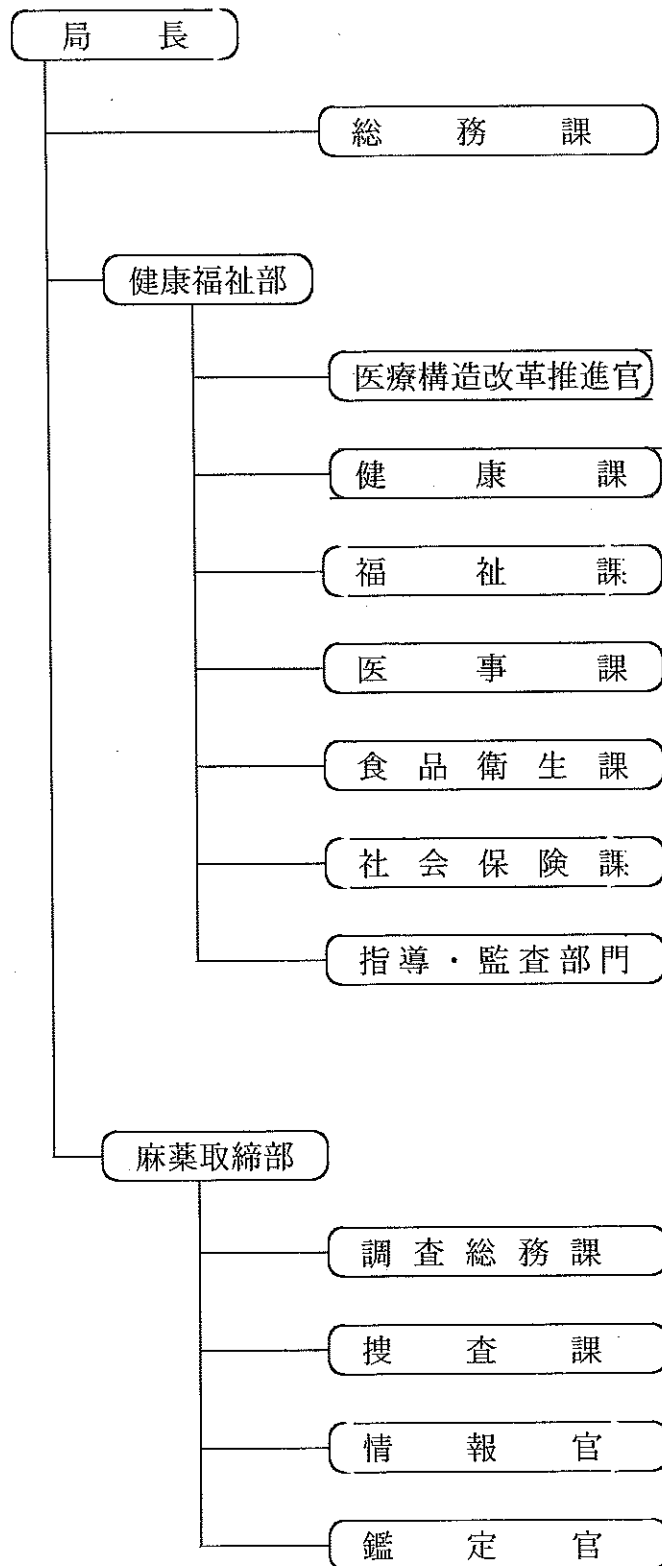 局長
総務課
健康福祉部
医療構造改革推進官
健康課
福祉課
医事課
食品衛生課
社会保険課
指導・監査部門
麻薬取締部
調査総務課
捜査課
情報官
鑑定官